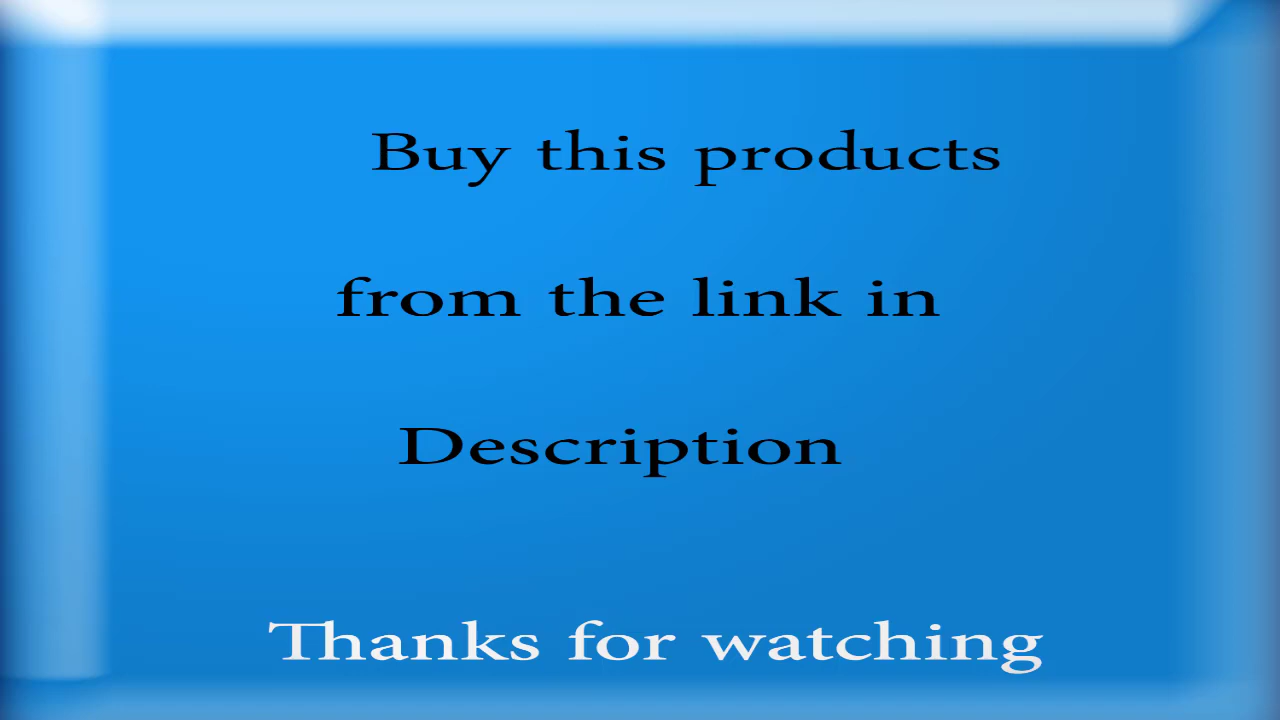 Buy this products
from the link in
Description
Thanks for watching